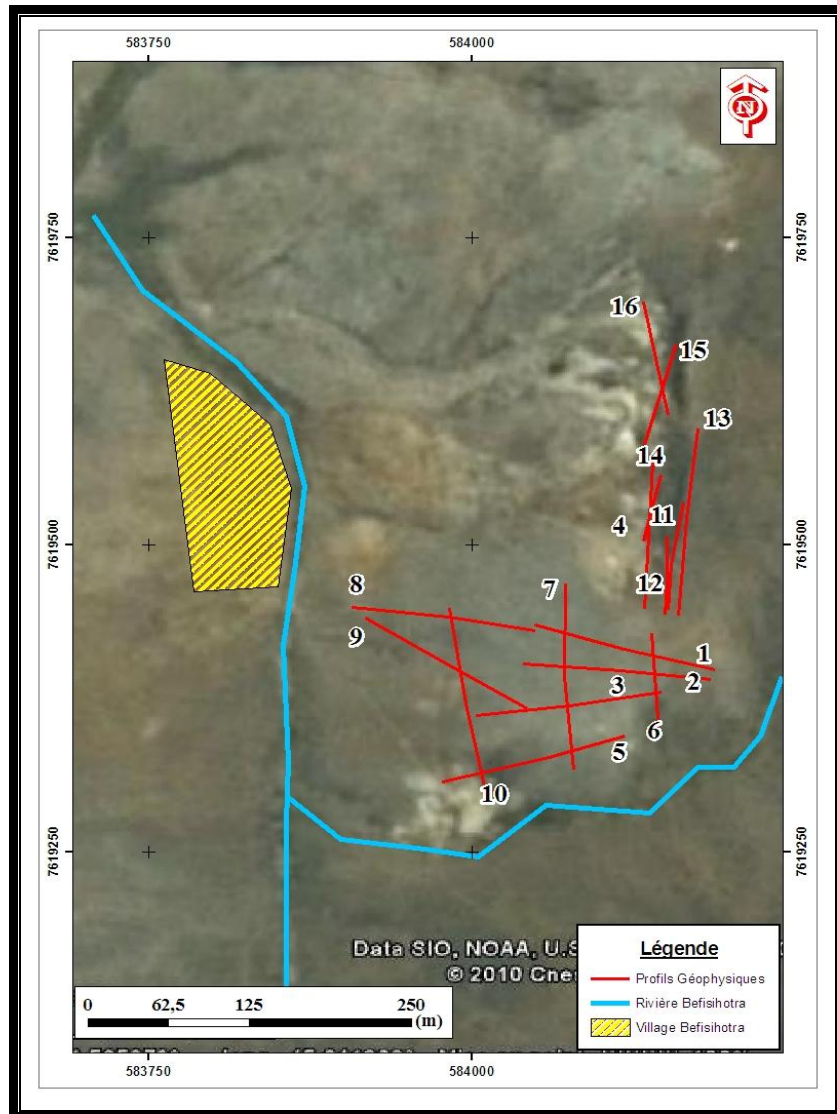 583750 584000
N
7619750 7619750
16
15
13
14
4 11
7619500 7619500
12
7
8
9
1
3 2
6
5
10
7619250 7619250
Data SIO, NOAA, U.S
© 2010 Cne
Légende
Profils Géophysiques
Rivière Befisihotra
Village Befisihotra
0 62,5 125 250
(m)
583750 584000